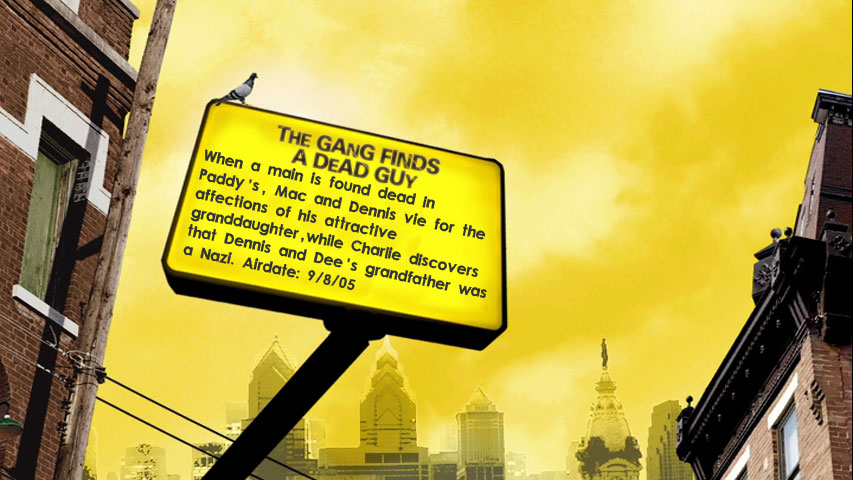 THE GANG FINDS
A DEAD GUY
When a main is found dead in
Paddy's, Mac and Dennis vie for the
affections of his attractive
granddaughter,while Charlie discovers
that Dennis and Dee's grandfather was
a Nazi. Airdate: 9/8/05